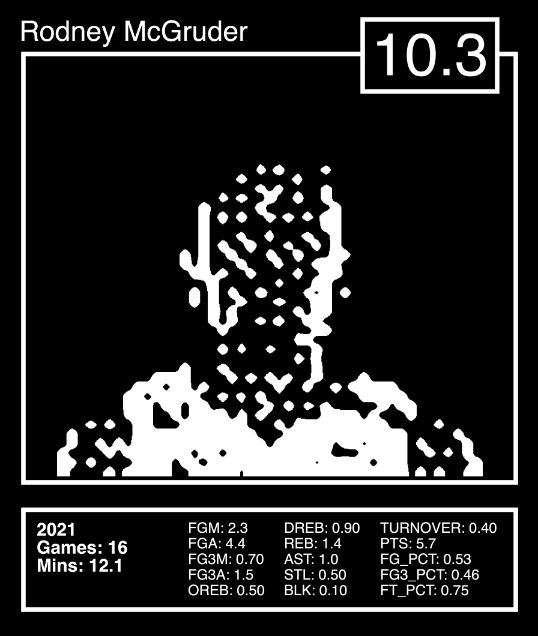 Rodney McGruder
10.3
2021
Games: 16
Mins: 12.1
FGM: 2.3
FGA: 4.4
FG3M: 0.70
FG3A: 1.5
OREB: 0.50
DREB: 0.90
REB: 1.4
AST: 1.0
STL: 0.50
BLK: 0.10
TURNOVER: 0.40
PTS: 5.7
FG_PCT: 0.53
FG3_PCT: 0.46
FT_PCT: 0.75